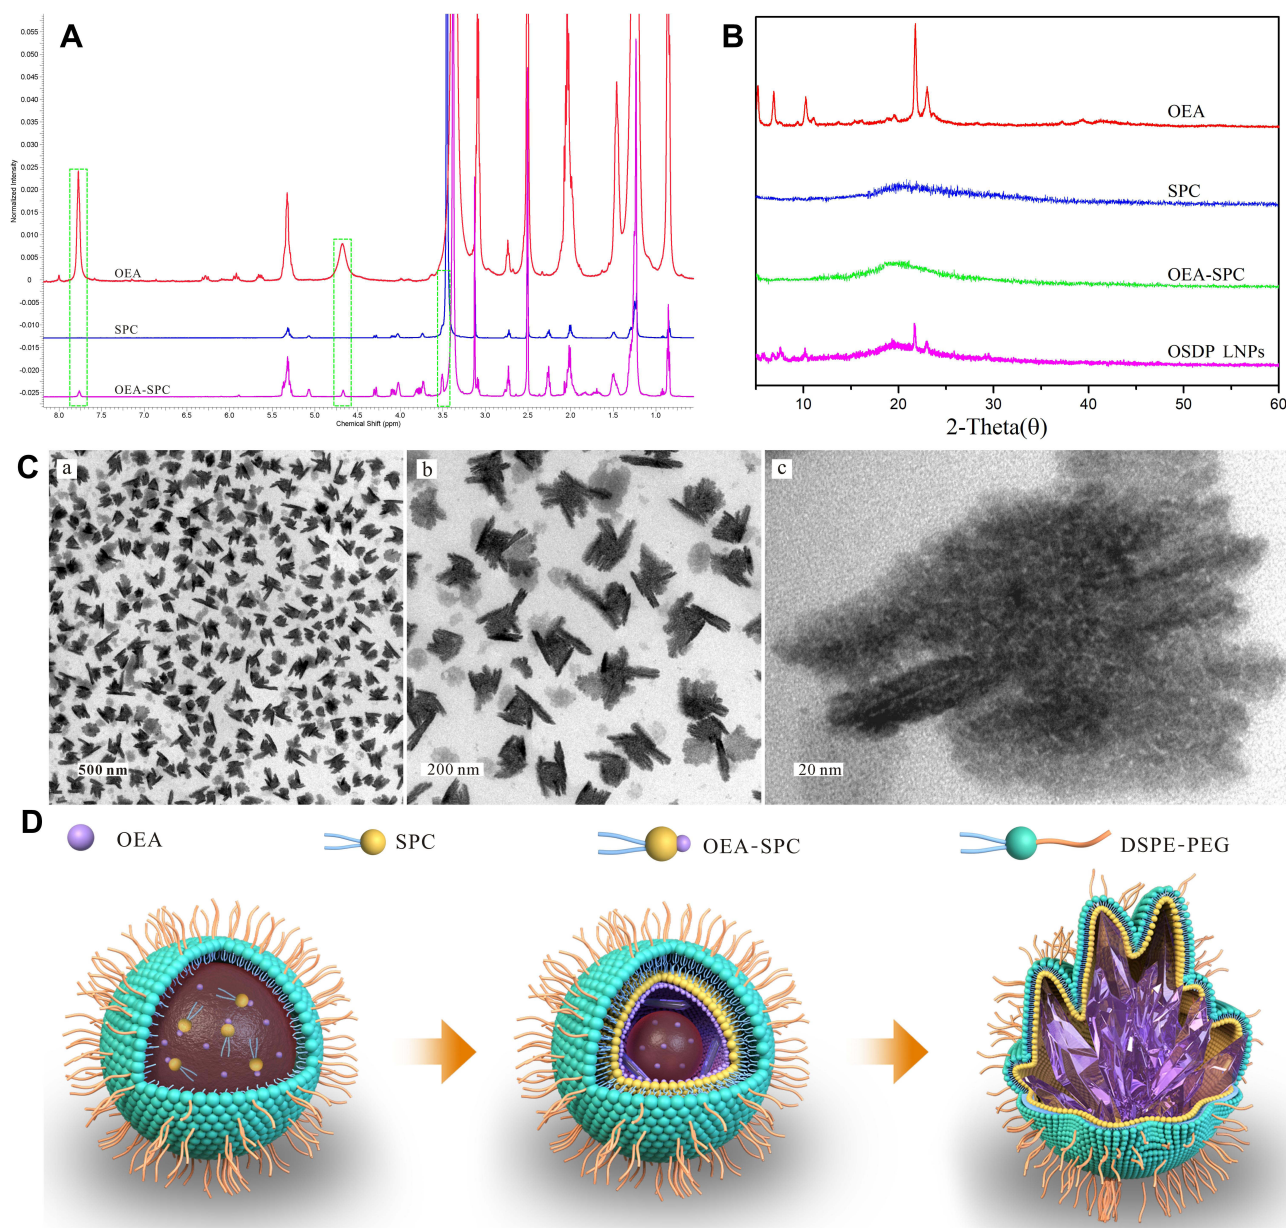 A
Normalized Intensity
0.055
0.050
0.045
0.040
0.035
0.030
0.025
0.020
0.015
0.010
0.005
0
-0.005
-0.010
-0.015
-0.020
-0.025
OEA
SPC
OEA-SPC
8.0 7.5 7.0 6.5 6.0 5.5 5.0 4.5 4.0 3.5 3.0 2.5 2.0 1.5 1.0
Chemical Shift (ppm)
B
OEA
SPC
OEA-SPC
OSDP LNPs
10 20 30 40 50 60
2-Theta(θ)
C
a
500 nm
b
200 nm
c
20 nm
D
OEA
SPC
OEA-SPC
DSPE-PEG